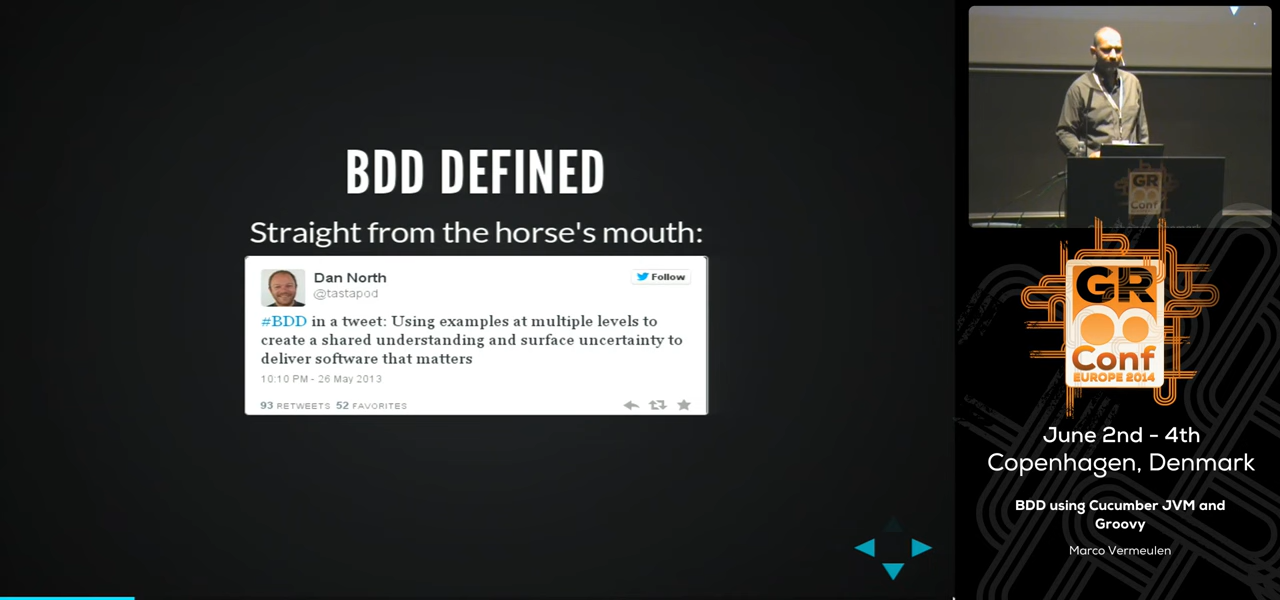 BDD DEFINED
Straight from the horse's mouth:
Dan North
@tastapod
Follow
#BDD in a tweet: Using examples at multiple levels to
create a shared understanding and surface uncertainty to
deliver software that matters
10:10 PM - 26 May 2013
93 RETWEETS 52 FAVORITES
GR
Conf
GR
Conf
EUROPE 2014
June 2nd - 4th
Copenhagen, Denmark
BDD using Cucumber JVM and
Groovy
Marco Vermeulen